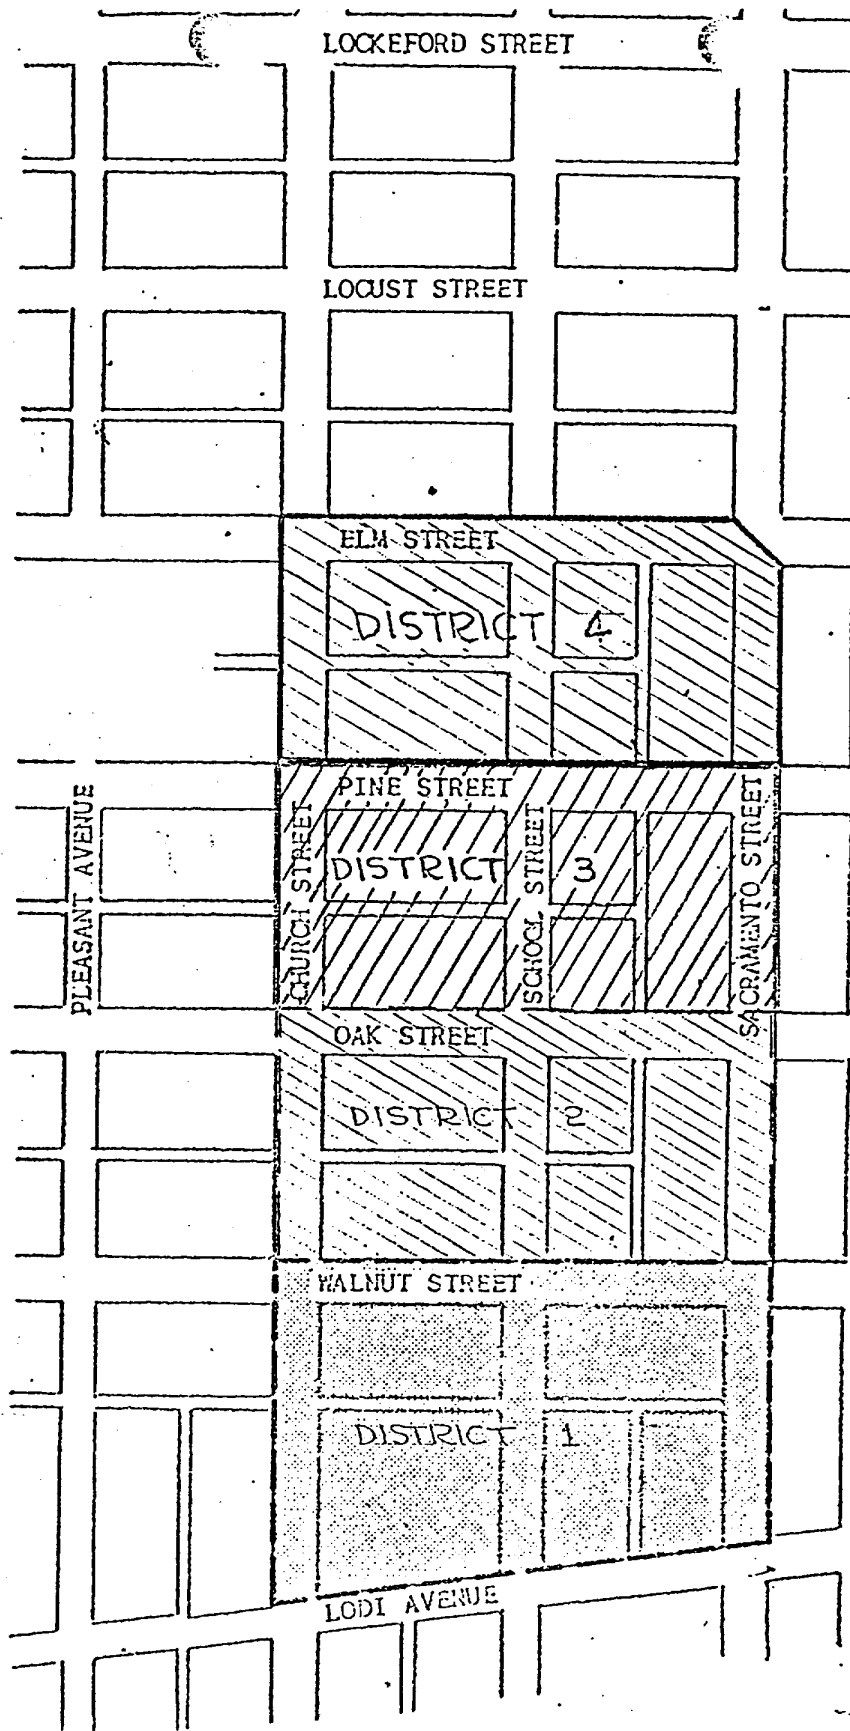 LOCKEFORD STREET
LOCUST STREET
ELM STREET
DISTRICT 4
PINE STREET
PLEASANT AVENUE
CHURCH STREET
SCHOOL STREET
SACRAMENTO STREET
DISTRICT 3
OAK STREET
DISTRICT 2
WALNUT STREET
DISTRICT 1
LODI AVENUE